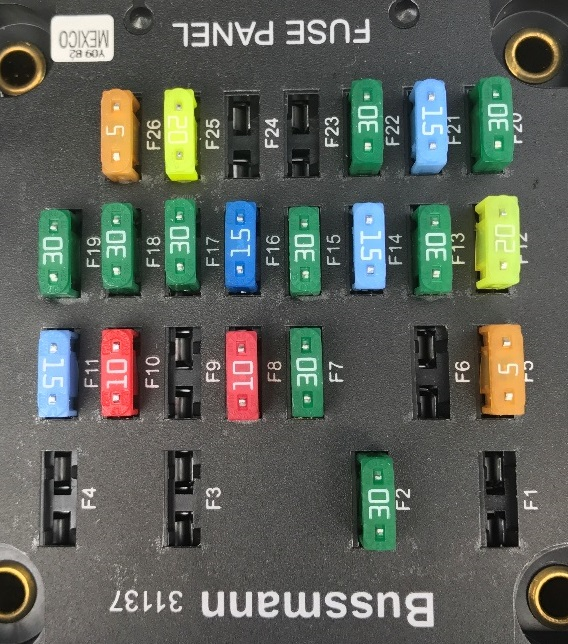 Y09 B2
MEXICO
FUSE PANEL
5 F26 20 F25 F24 F23 30 F22 15 F21 30 F20
30 F19 30 F18 30 F17 15 F16 30 F15 15 F14 30 F13 20 F12
15 F11 10 F10 F9 10 F8 30 F7 F6 5 F5
F4 F3 30 F2 F1
Bussmann 31137